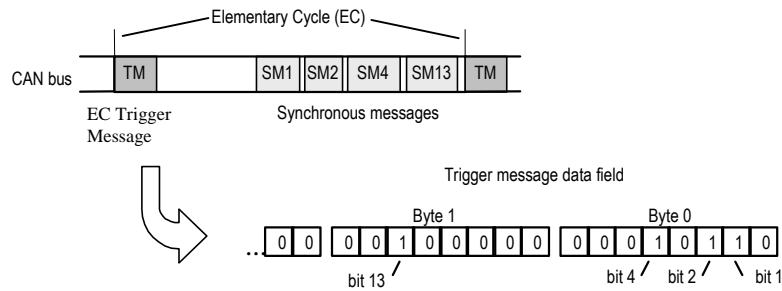 Elementary Cycle (EC)
CAN bus
TM
SM1
SM2
SM4
SM13
TM
EC Trigger
Message
Synchronous messages
Trigger message data field
Byte 1
Byte 0
... 0 0
0 0 1 0 0 0 0 0
0 0 0 1 0 1 1 0
bit 13
bit 4
bit 2
bit 1